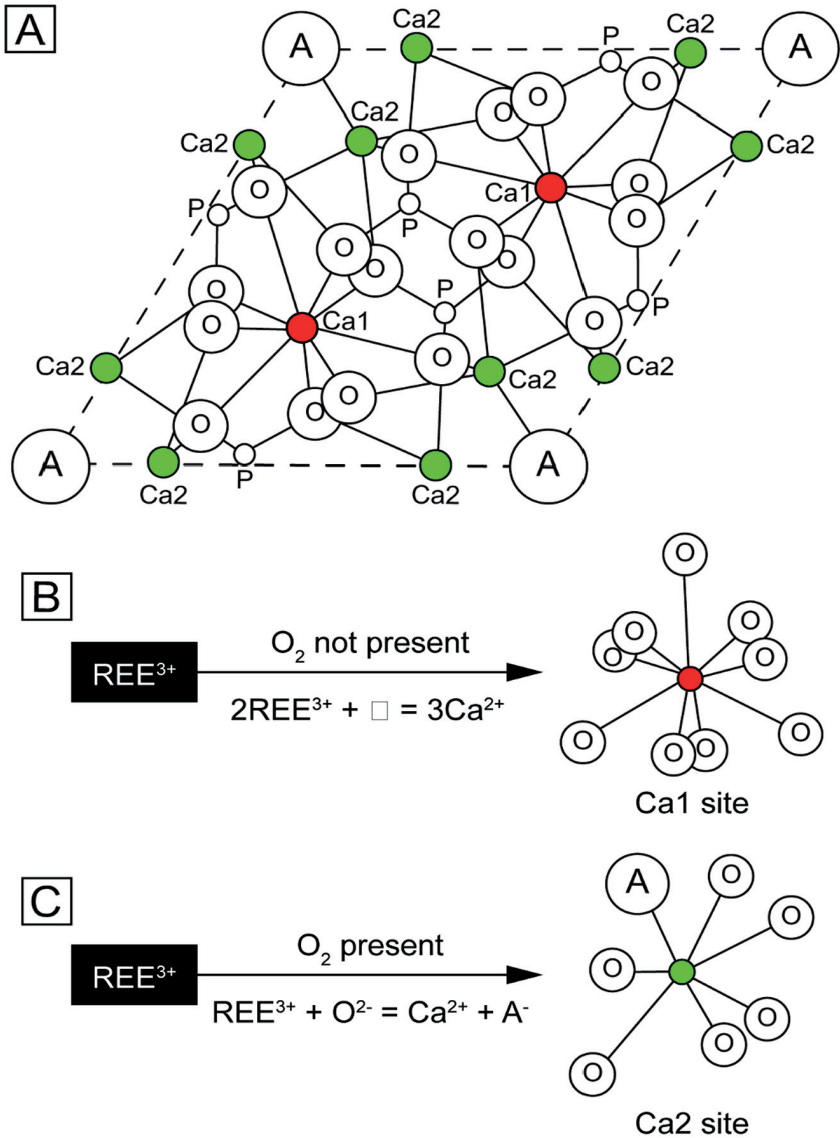 A
A Ca2 Ca2 A
P
O O O
Ca2 Ca2 Ca2
O
O Ca1 O
P P O
O O
O O P
O P
O Ca1 O
Ca2 O Ca2 Ca2
O O O
A P A
Ca2 Ca2
B
REE³⁺
O₂ not present
2REE³⁺ + □ = 3Ca²⁺
O
O O
O O
O O
O O
Ca1 site
C
REE³⁺
O₂ present
REE³⁺ + O²⁻ = Ca²⁺ + A⁻
A O
O
O
O
O
O
Ca2 site